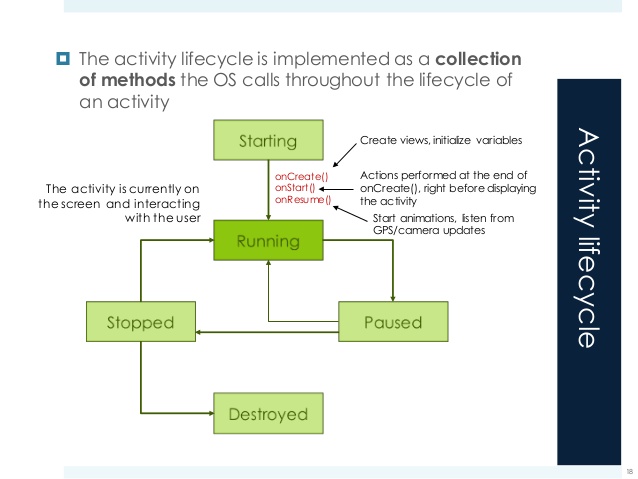 The activity lifecycle is implemented as a collection
of methods the OS calls throughout the lifecycle of
an activity
Starting
Create views, initialize variables
onCreate()
onStart()
onResume()
Actions performed at the end of
onCreate(), right before displaying
the activity
Start animations, listen from
GPS/camera updates
The activity is currently on
the screen and interacting
with the user
Running
Stopped
Paused
Destroyed
Activity lifecycle
18